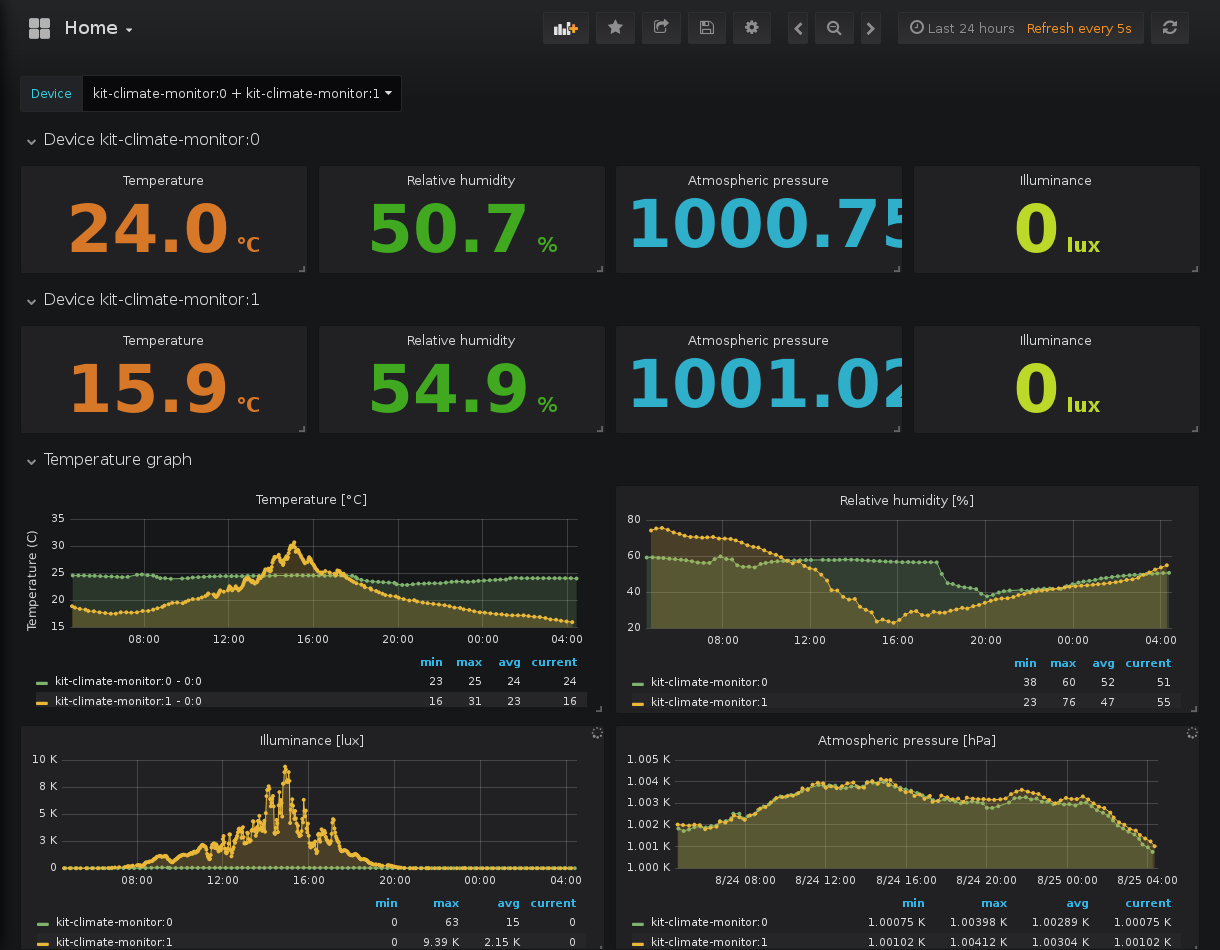 Home
Last 24 hours Refresh every 5s
Device kit-climate-monitor:0 + kit-climate-monitor:1
Device kit-climate-monitor:0
Temperature Relative humidity Atmospheric pressure Illuminance
24.0 °C 50.7 % 1000.75 0 lux
Device kit-climate-monitor:1
Temperature Relative humidity Atmospheric pressure Illuminance
15.9 °C 54.9 % 1001.02 0 lux
Temperature graph
Temperature [°C]
Temperature (C)
35
30
25
20
15
08:00 12:00 16:00 20:00 00:00 04:00
min max avg current
kit-climate-monitor:0 - 0:0 23 25 24 24
kit-climate-monitor:1 - 0:0 16 31 23 16
Relative humidity [%]
80
60
40
20
08:00 12:00 16:00 20:00 00:00 04:00
min max avg current
kit-climate-monitor:0 38 60 52 51
kit-climate-monitor:1 23 76 47 55
Illuminance [lux]
10 K
8 K
5 K
3 K
0
08:00 12:00 16:00 20:00 00:00 04:00
min max avg current
kit-climate-monitor:0 0 63 15 0
kit-climate-monitor:1 0 9.39 K 2.15 K 0
Atmospheric pressure [hPa]
1.005 K
1.004 K
1.003 K
1.002 K
1.001 K
1.000 K
8/24 08:00 8/24 12:00 8/24 16:00 8/24 20:00 8/25 00:00 8/25 04:00
min max avg current
kit-climate-monitor:0 1.00075 K 1.00398 K 1.00289 K 1.00075 K
kit-climate-monitor:1 1.00102 K 1.00412 K 1.00304 K 1.00102 K